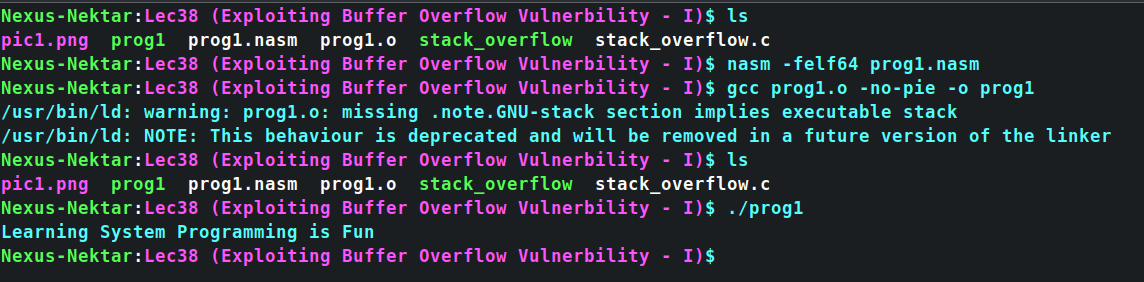 Nexus-Nektar:Lec38 (Exploiting Buffer Overflow Vulnerbility - I)$ ls
pic1.png  prog1  prog1.nasm  prog1.o  stack_overflow  stack_overflow.c
Nexus-Nektar:Lec38 (Exploiting Buffer Overflow Vulnerbility - I)$ nasm -felf64 prog1.nasm
Nexus-Nektar:Lec38 (Exploiting Buffer Overflow Vulnerbility - I)$ gcc prog1.o -no-pie -o prog1
/usr/bin/ld: warning: prog1.o: missing .note.GNU-stack section implies executable stack
/usr/bin/ld: NOTE: This behaviour is deprecated and will be removed in a future version of the linker
Nexus-Nektar:Lec38 (Exploiting Buffer Overflow Vulnerbility - I)$ ls
pic1.png  prog1  prog1.nasm  prog1.o  stack_overflow  stack_overflow.c
Nexus-Nektar:Lec38 (Exploiting Buffer Overflow Vulnerbility - I)$ ./prog1
Learning System Programming is Fun
Nexus-Nektar:Lec38 (Exploiting Buffer Overflow Vulnerbility - I)$